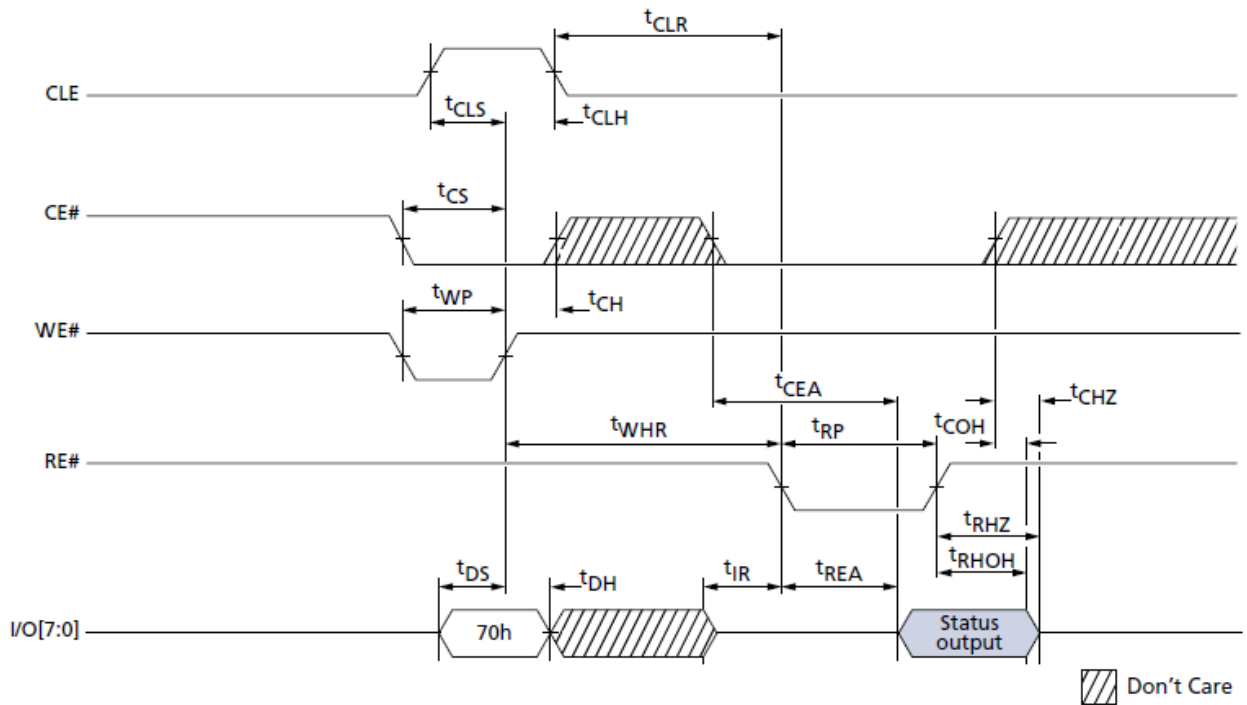 tCLR
CLE
tCLS
tCLH
tCS
CE#
tWP
tCH
WE#
tCEA
tCHZ
tWHR
tRP
tCOH
RE#
tRHZ
tDS
tDH
tIR
tREA
tRHOH
I/O[7:0]
70h
Status
output
Don't Care